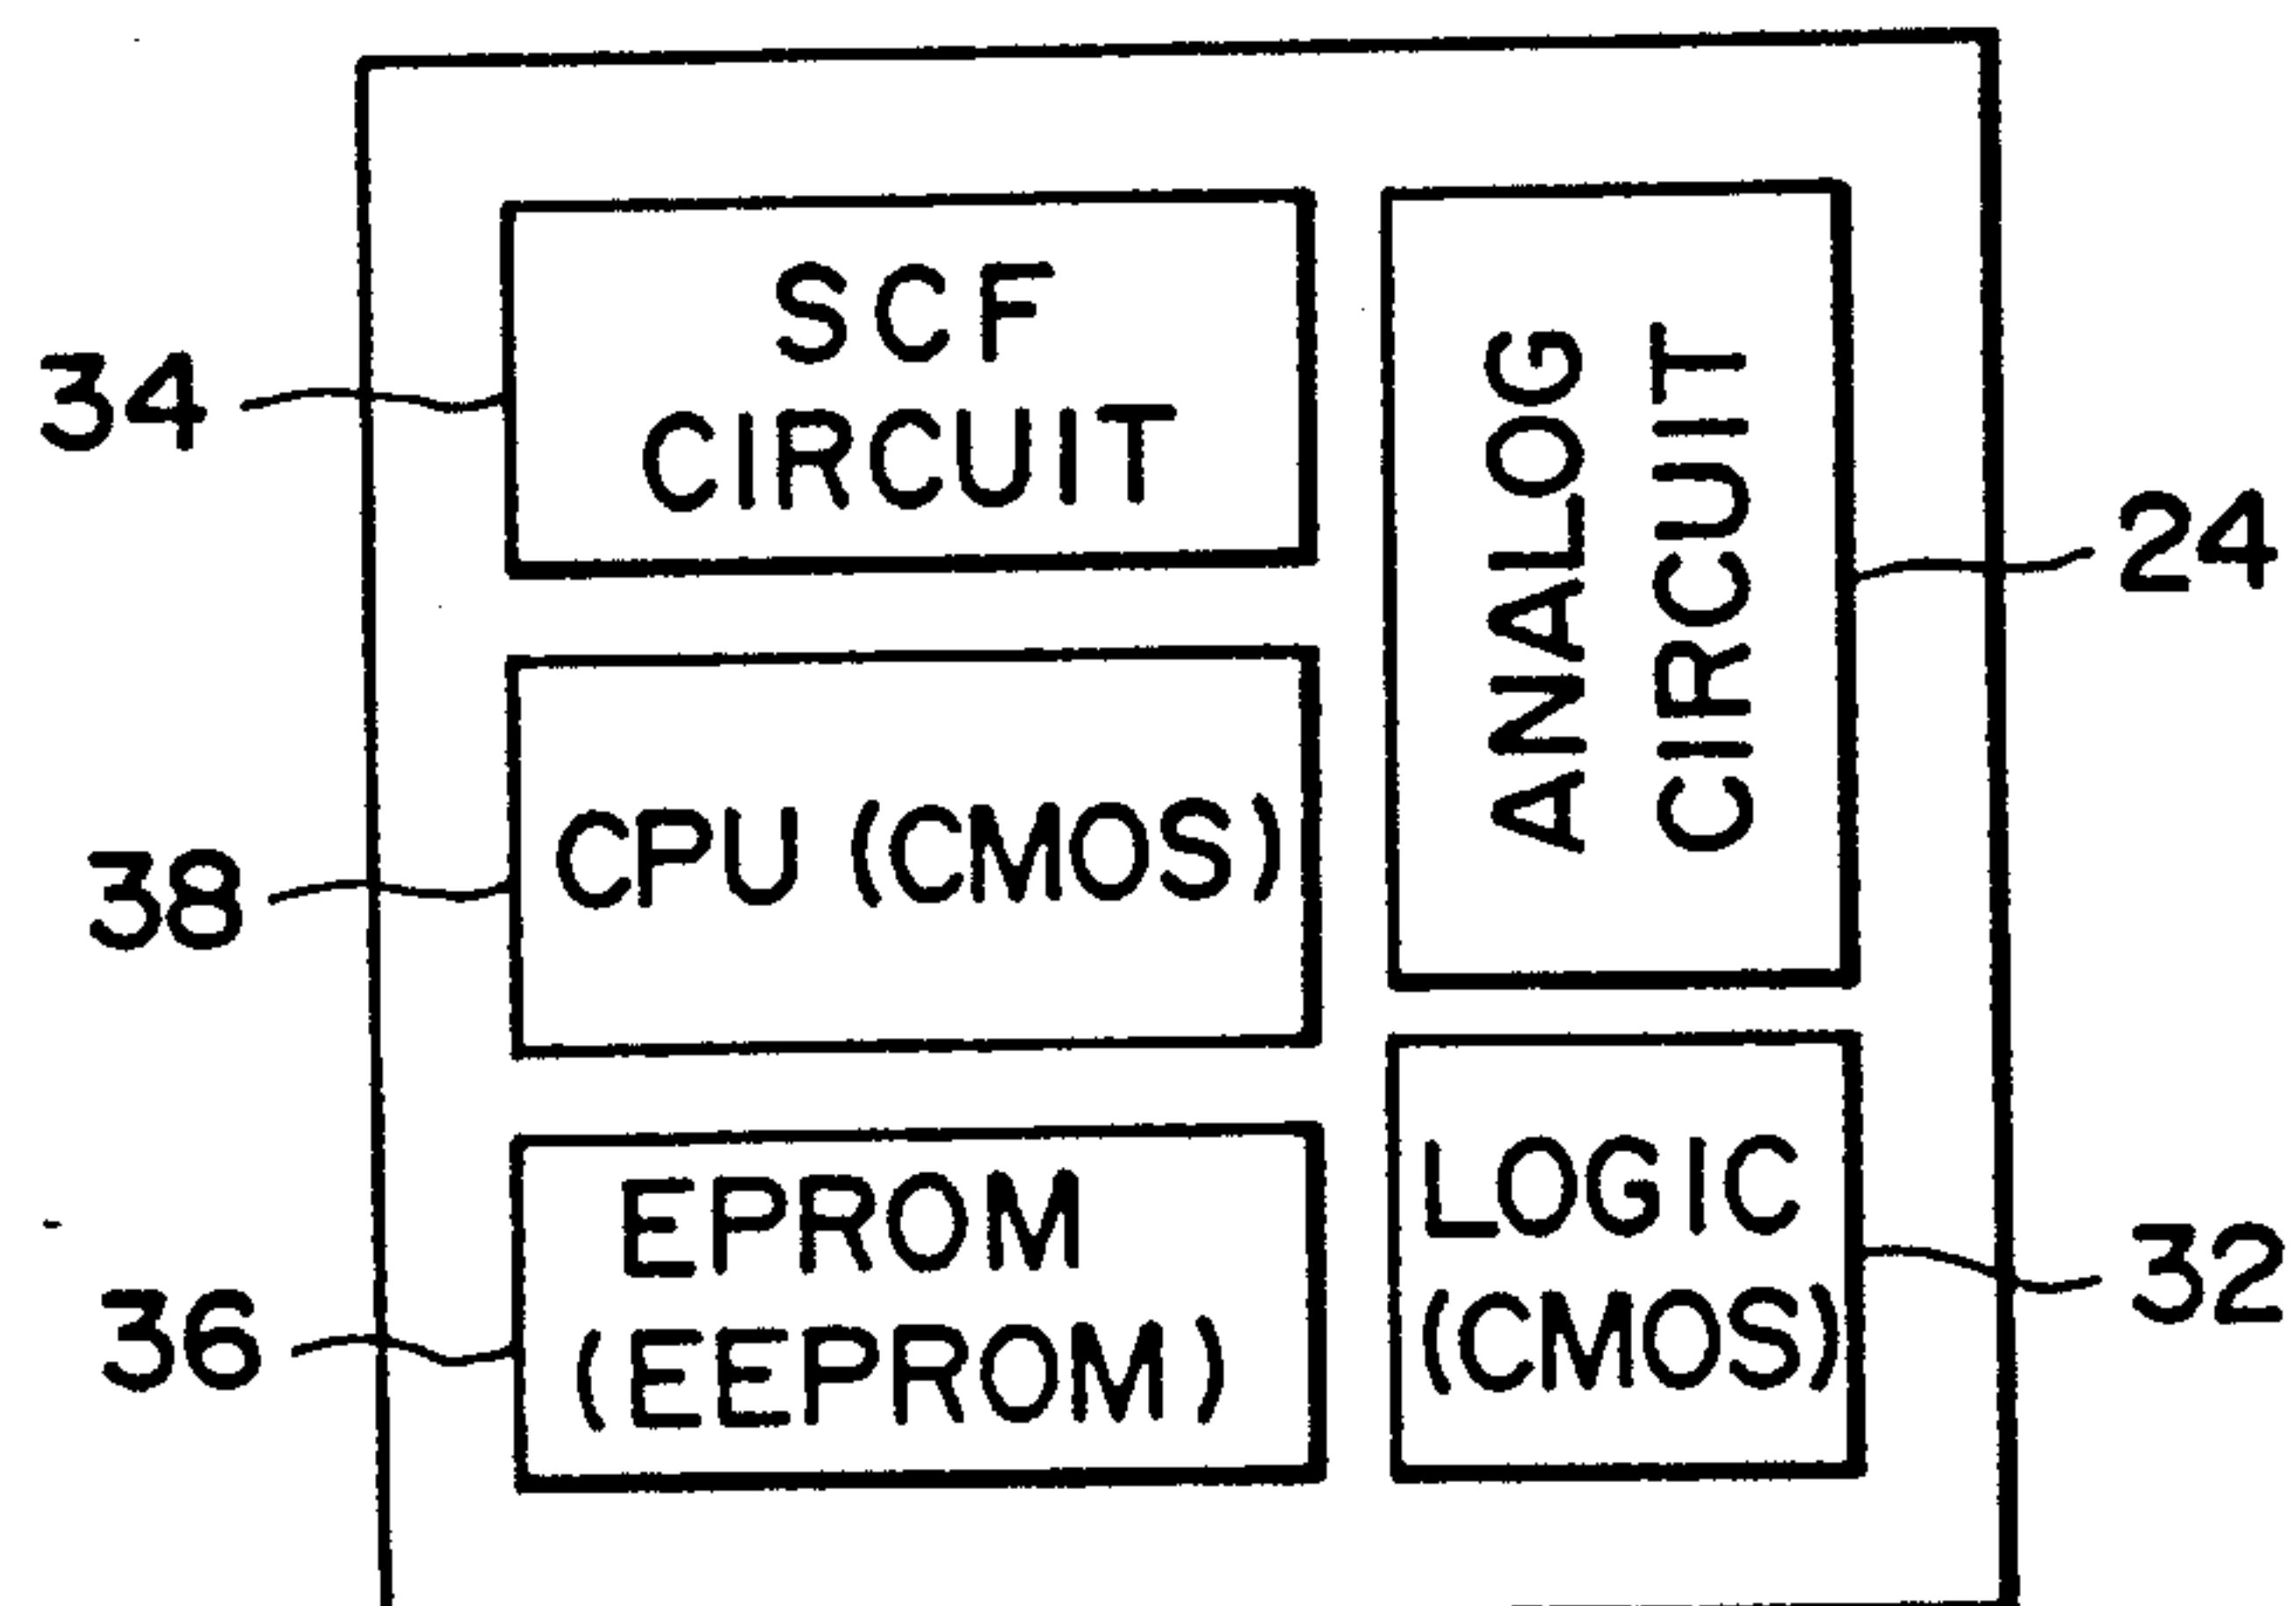 34
SCF
CIRCUIT
ANALOG
CIRCUIT
24
38
CPU (CMOS)
36
EPROM
(EEPROM)
LOGIC
(CMOS)
32